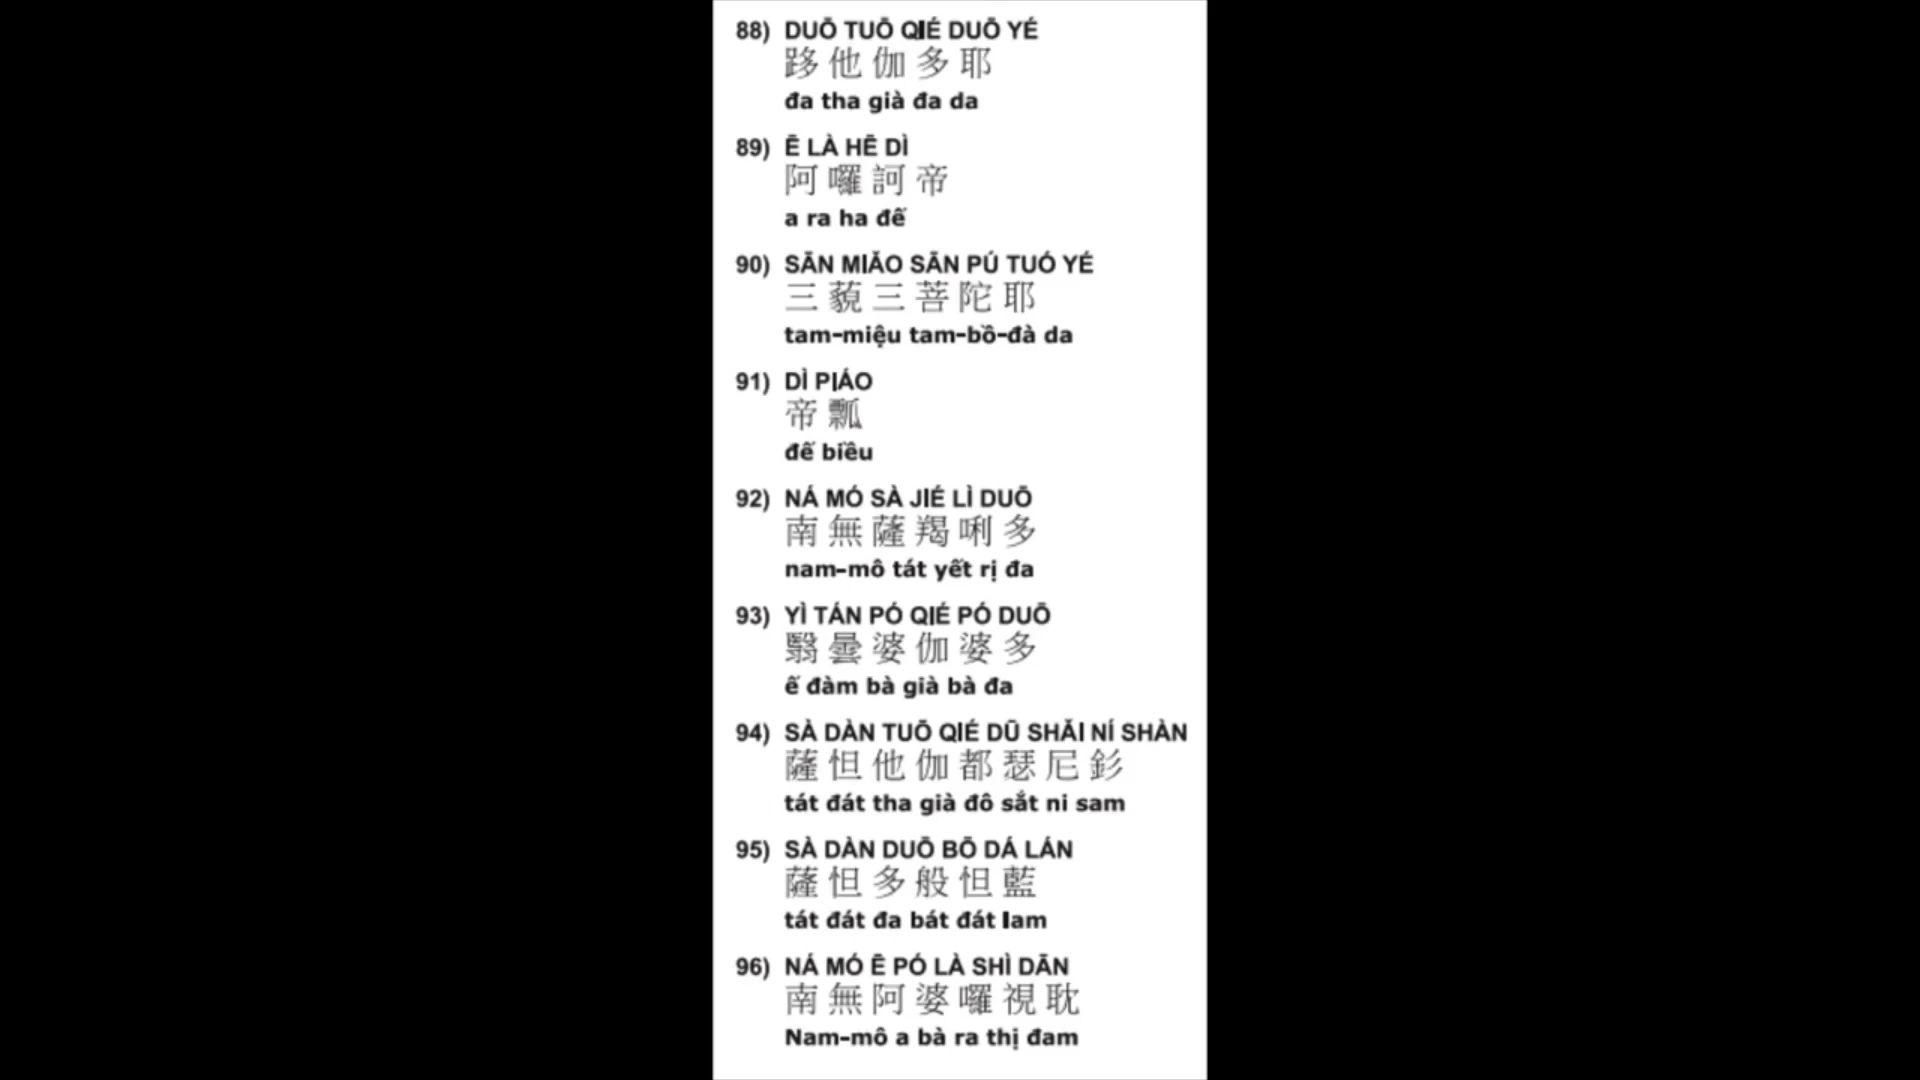 88) DUŌ TUŌ QIÉ DUŌ YÉ
跢他伽多耶
đa tha già đa da
89) Ē LÀ HĒ DÌ
阿囉訶帝
a ra ha đế
90) SĀN MIǍO SĀN PÚ TUÓ YÉ
三藐三菩陀耶
tam-miệu tam-bồ-đà da
91) DÌ PIÁO
帝瓢
đế biều
92) NÁ MÓ SÀ JIÉ LÌ DUŌ
南無薩羯唎多
nam-mô tát yết rị đa
93) YÌ TÁN PÓ QIÉ PÓ DUŌ
翳曇婆伽婆多
ế đàm bà già bà đa
94) SÀ DÀN TUŌ QIÉ DŪ SHǍI NÍ SHÀN
薩怛他伽都瑟尼釤
tát đát tha già đô sắt ni sam
95) SÀ DÀN DUŌ BŌ DÁ LÁN
薩怛多般怛藍
tát đát đa bát đát lam
96) NÁ MÓ Ē PÓ LÀ SHÌ DĀN
南無阿婆囉視耽
Nam-mô a bà ra thị đam